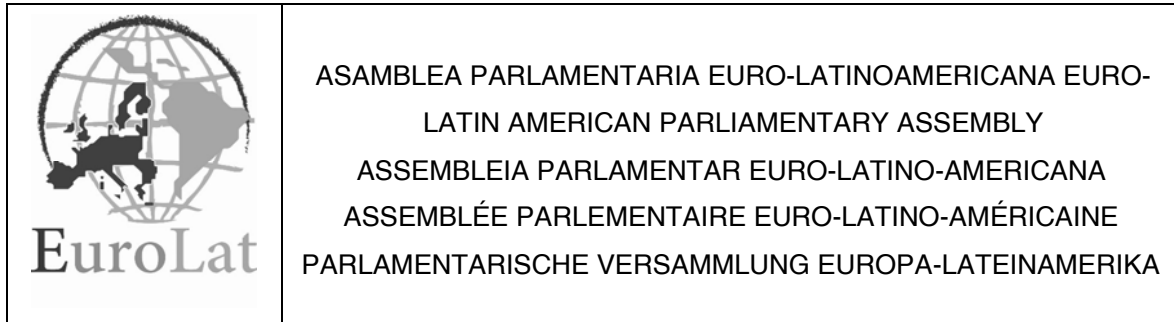 EuroLat
ASAMBLEA PARLAMENTARIA EURO-LATINOAMERICANA EURO-
LATIN AMERICAN PARLIAMENTARY ASSEMBLY
ASSEMBLEIA PARLAMENTAR EURO-LATINO-AMERICANA
ASSEMBLÉE PARLEMENTAIRE EURO-LATINO-AMÉRICAINE
PARLAMENTARISCHE VERSAMMLUNG EUROPA-LATEINAMERIKA